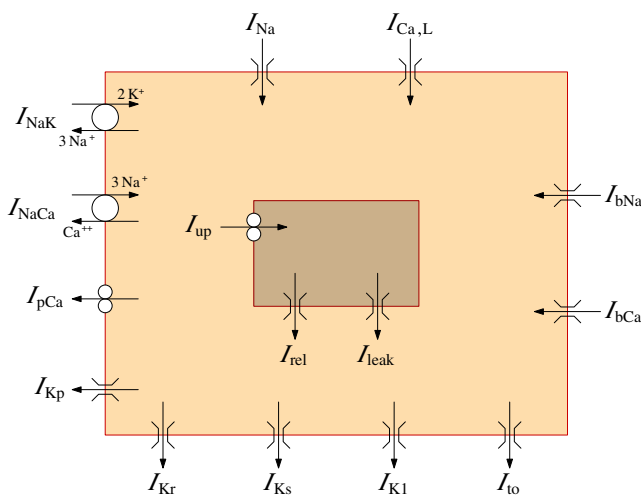 I_Na
I_Ca,L
2 K⁺
I_NaK
3 Na⁺
3 Na⁺
I_NaCa
Ca⁺⁺
I_bNa
I_up
I_pCa
I_bCa
I_rel
I_leak
I_Kp
I_Kr
I_Ks
I_K1
I_to